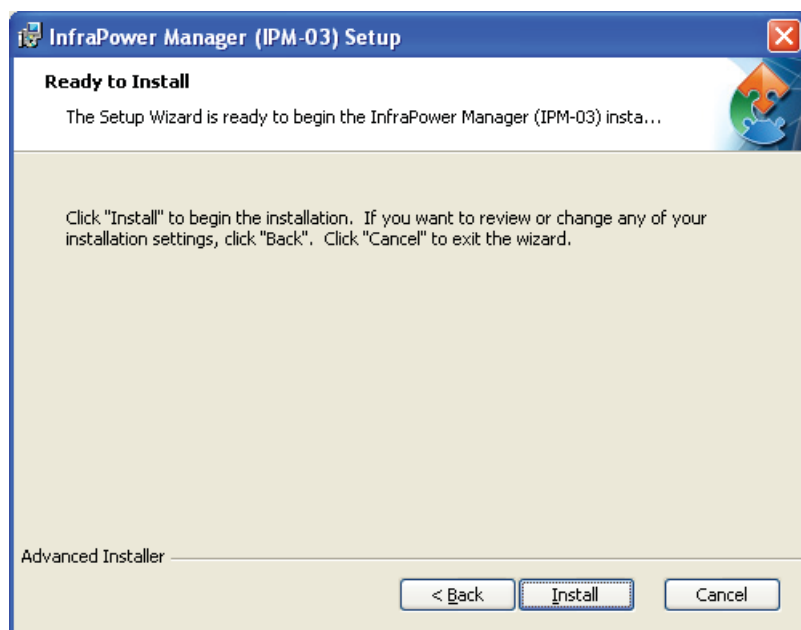 InfraPower Manager (IPM-03) Setup
Ready to Install
The Setup Wizard is ready to begin the InfraPower Manager (IPM-03) insta...
Click "Install" to begin the installation. If you want to review or change any of your
installation settings, click "Back". Click "Cancel" to exit the wizard.
Advanced Installer
< Back
Install
Cancel